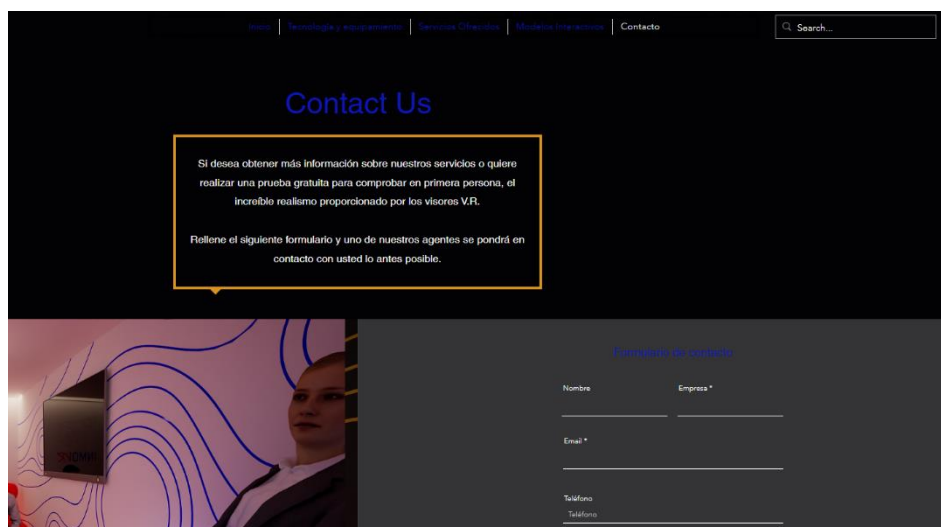 Inicio Tecnología y equipamiento Servicios Ofrecidos Modelos Interactivos Contacto Search...
Contact Us
Si desea obtener más información sobre nuestros servicios o quiere
realizar una prueba gratuita para comprobar en primera persona, el
increíble realismo proporcionado por los visores V.R.
Rellene el siguiente formulario y uno de nuestros agentes se pondrá en
contacto con usted lo antes posible.
Formulario de contacto
Nombre Empresa *
Email *
Teléfono
Teléfono